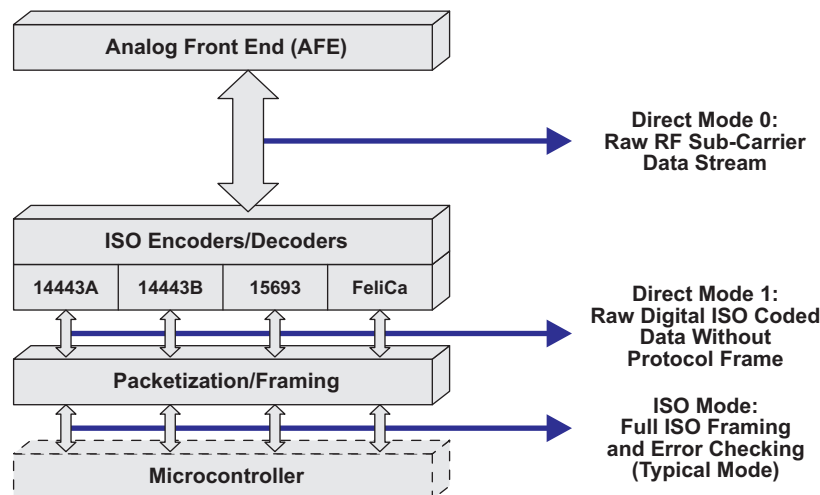 Analog Front End (AFE)
Direct Mode 0:
Raw RF Sub-Carrier
Data Stream
ISO Encoders/Decoders
14443A
14443B
15693
FeliCa
Direct Mode 1:
Raw Digital ISO Coded
Data Without
Protocol Frame
Packetization/Framing
ISO Mode:
Full ISO Framing
and Error Checking
(Typical Mode)
Microcontroller